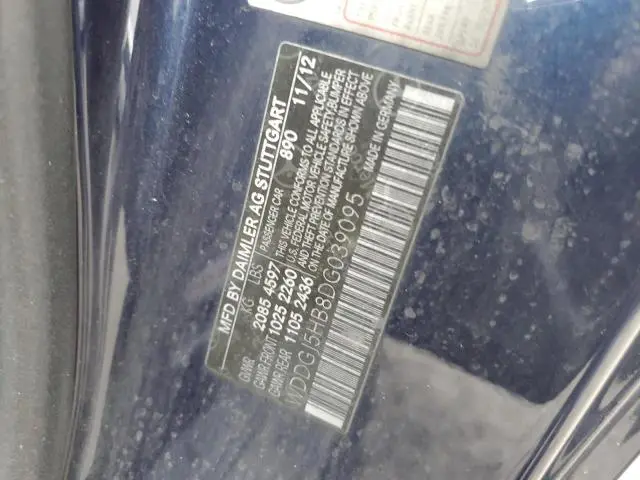 MFD BY DAIMLER AG STUTTGART
PASSENGER CAR 890 11/12
KG LBS THIS VEHICLE CONFORMS TO ALL APPLICABLE
GVWR 2085 4597 U.S. FEDERAL MOTOR VEHICLE SAFETY, BUMPER
GAWR FRONT 1025 2260 AND THEFT PREVENTION STANDARDS IN EFFECT
GAWR REAR 1105 2436 ON THE DATE OF MANUFACTURE SHOWN ABOVE
MADE IN GERMANY
WDDGJ5HB8DG039095